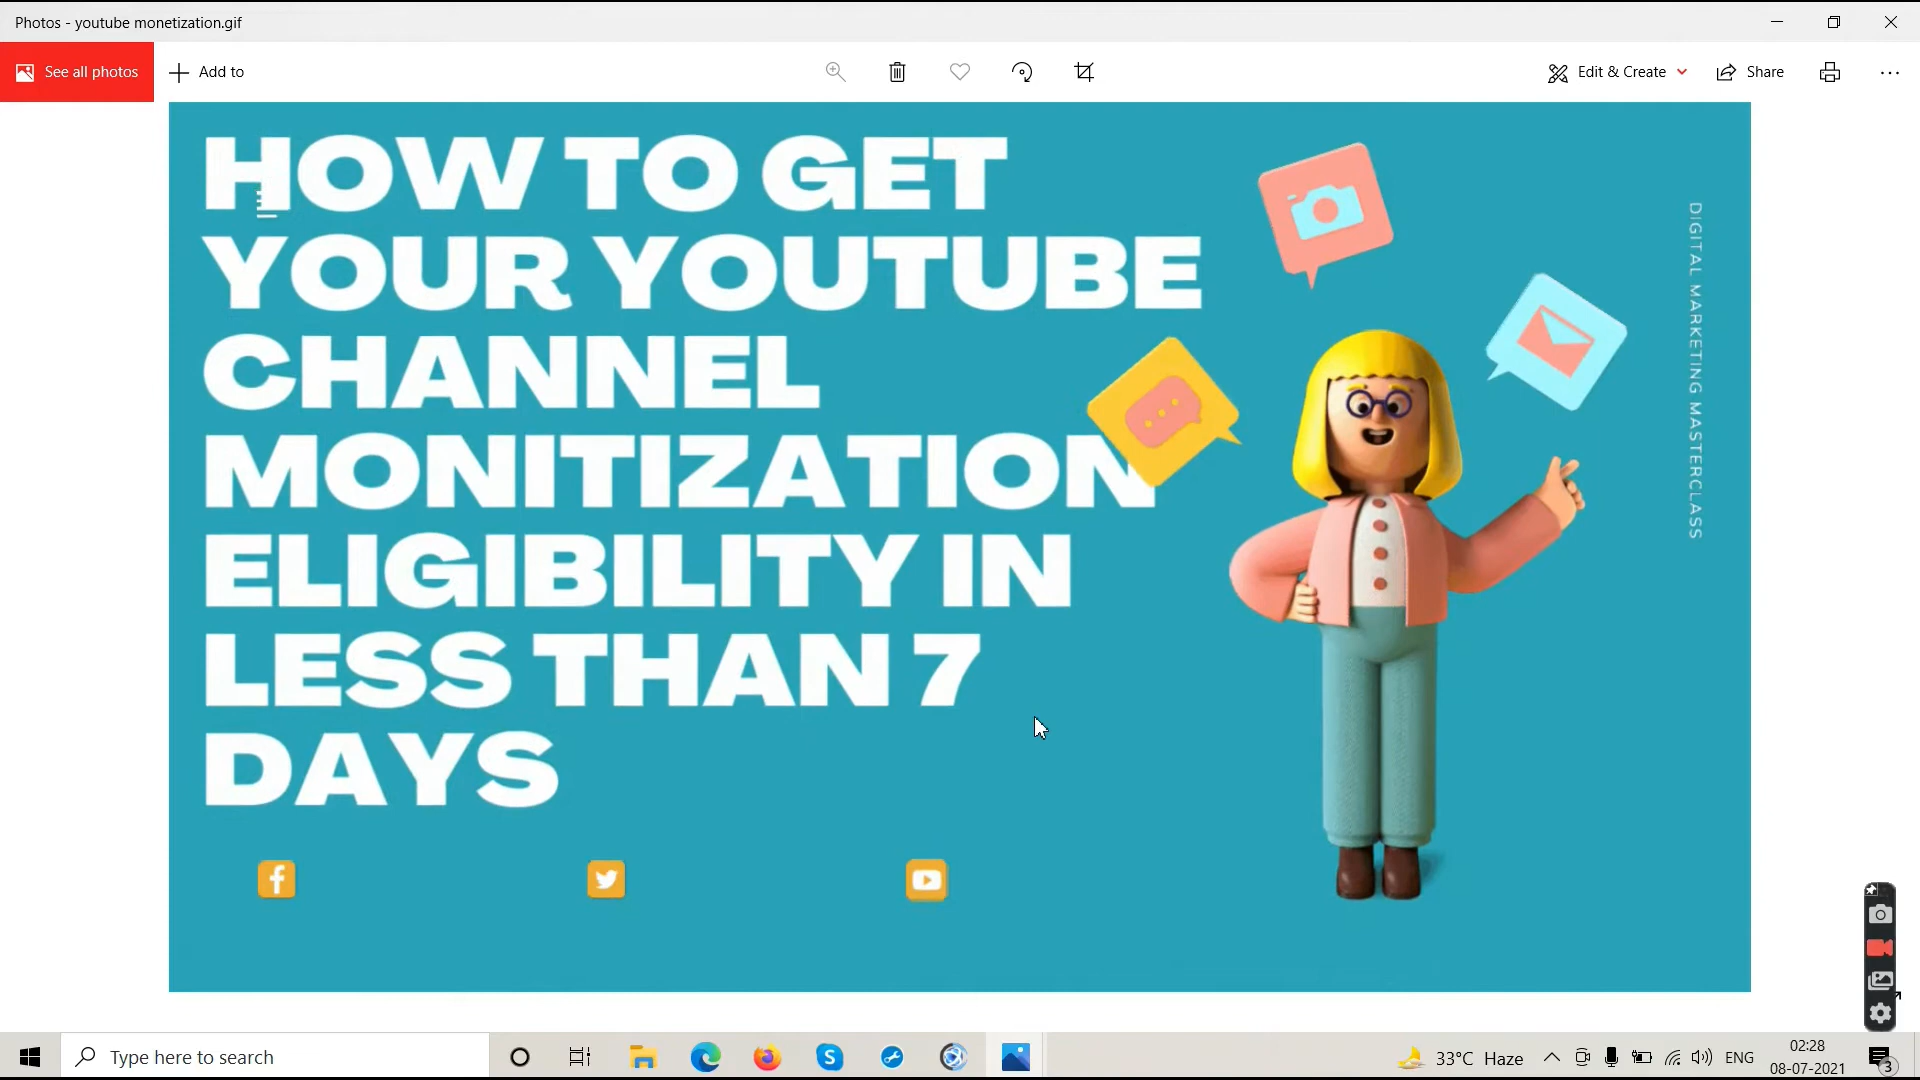 Photos - youtube monetization.gif
See all photos
Add to
Edit & Create
Share
HOW TO GET
YOUR YOUTUBE
CHANNEL
MONITIZATION
ELIGIBILITY IN
LESS THAN 7
DAYS
DIGITAL MARKETING MASTERCLASS
Type here to search
33°C Haze
ENG
02:28
08-07-2021
3